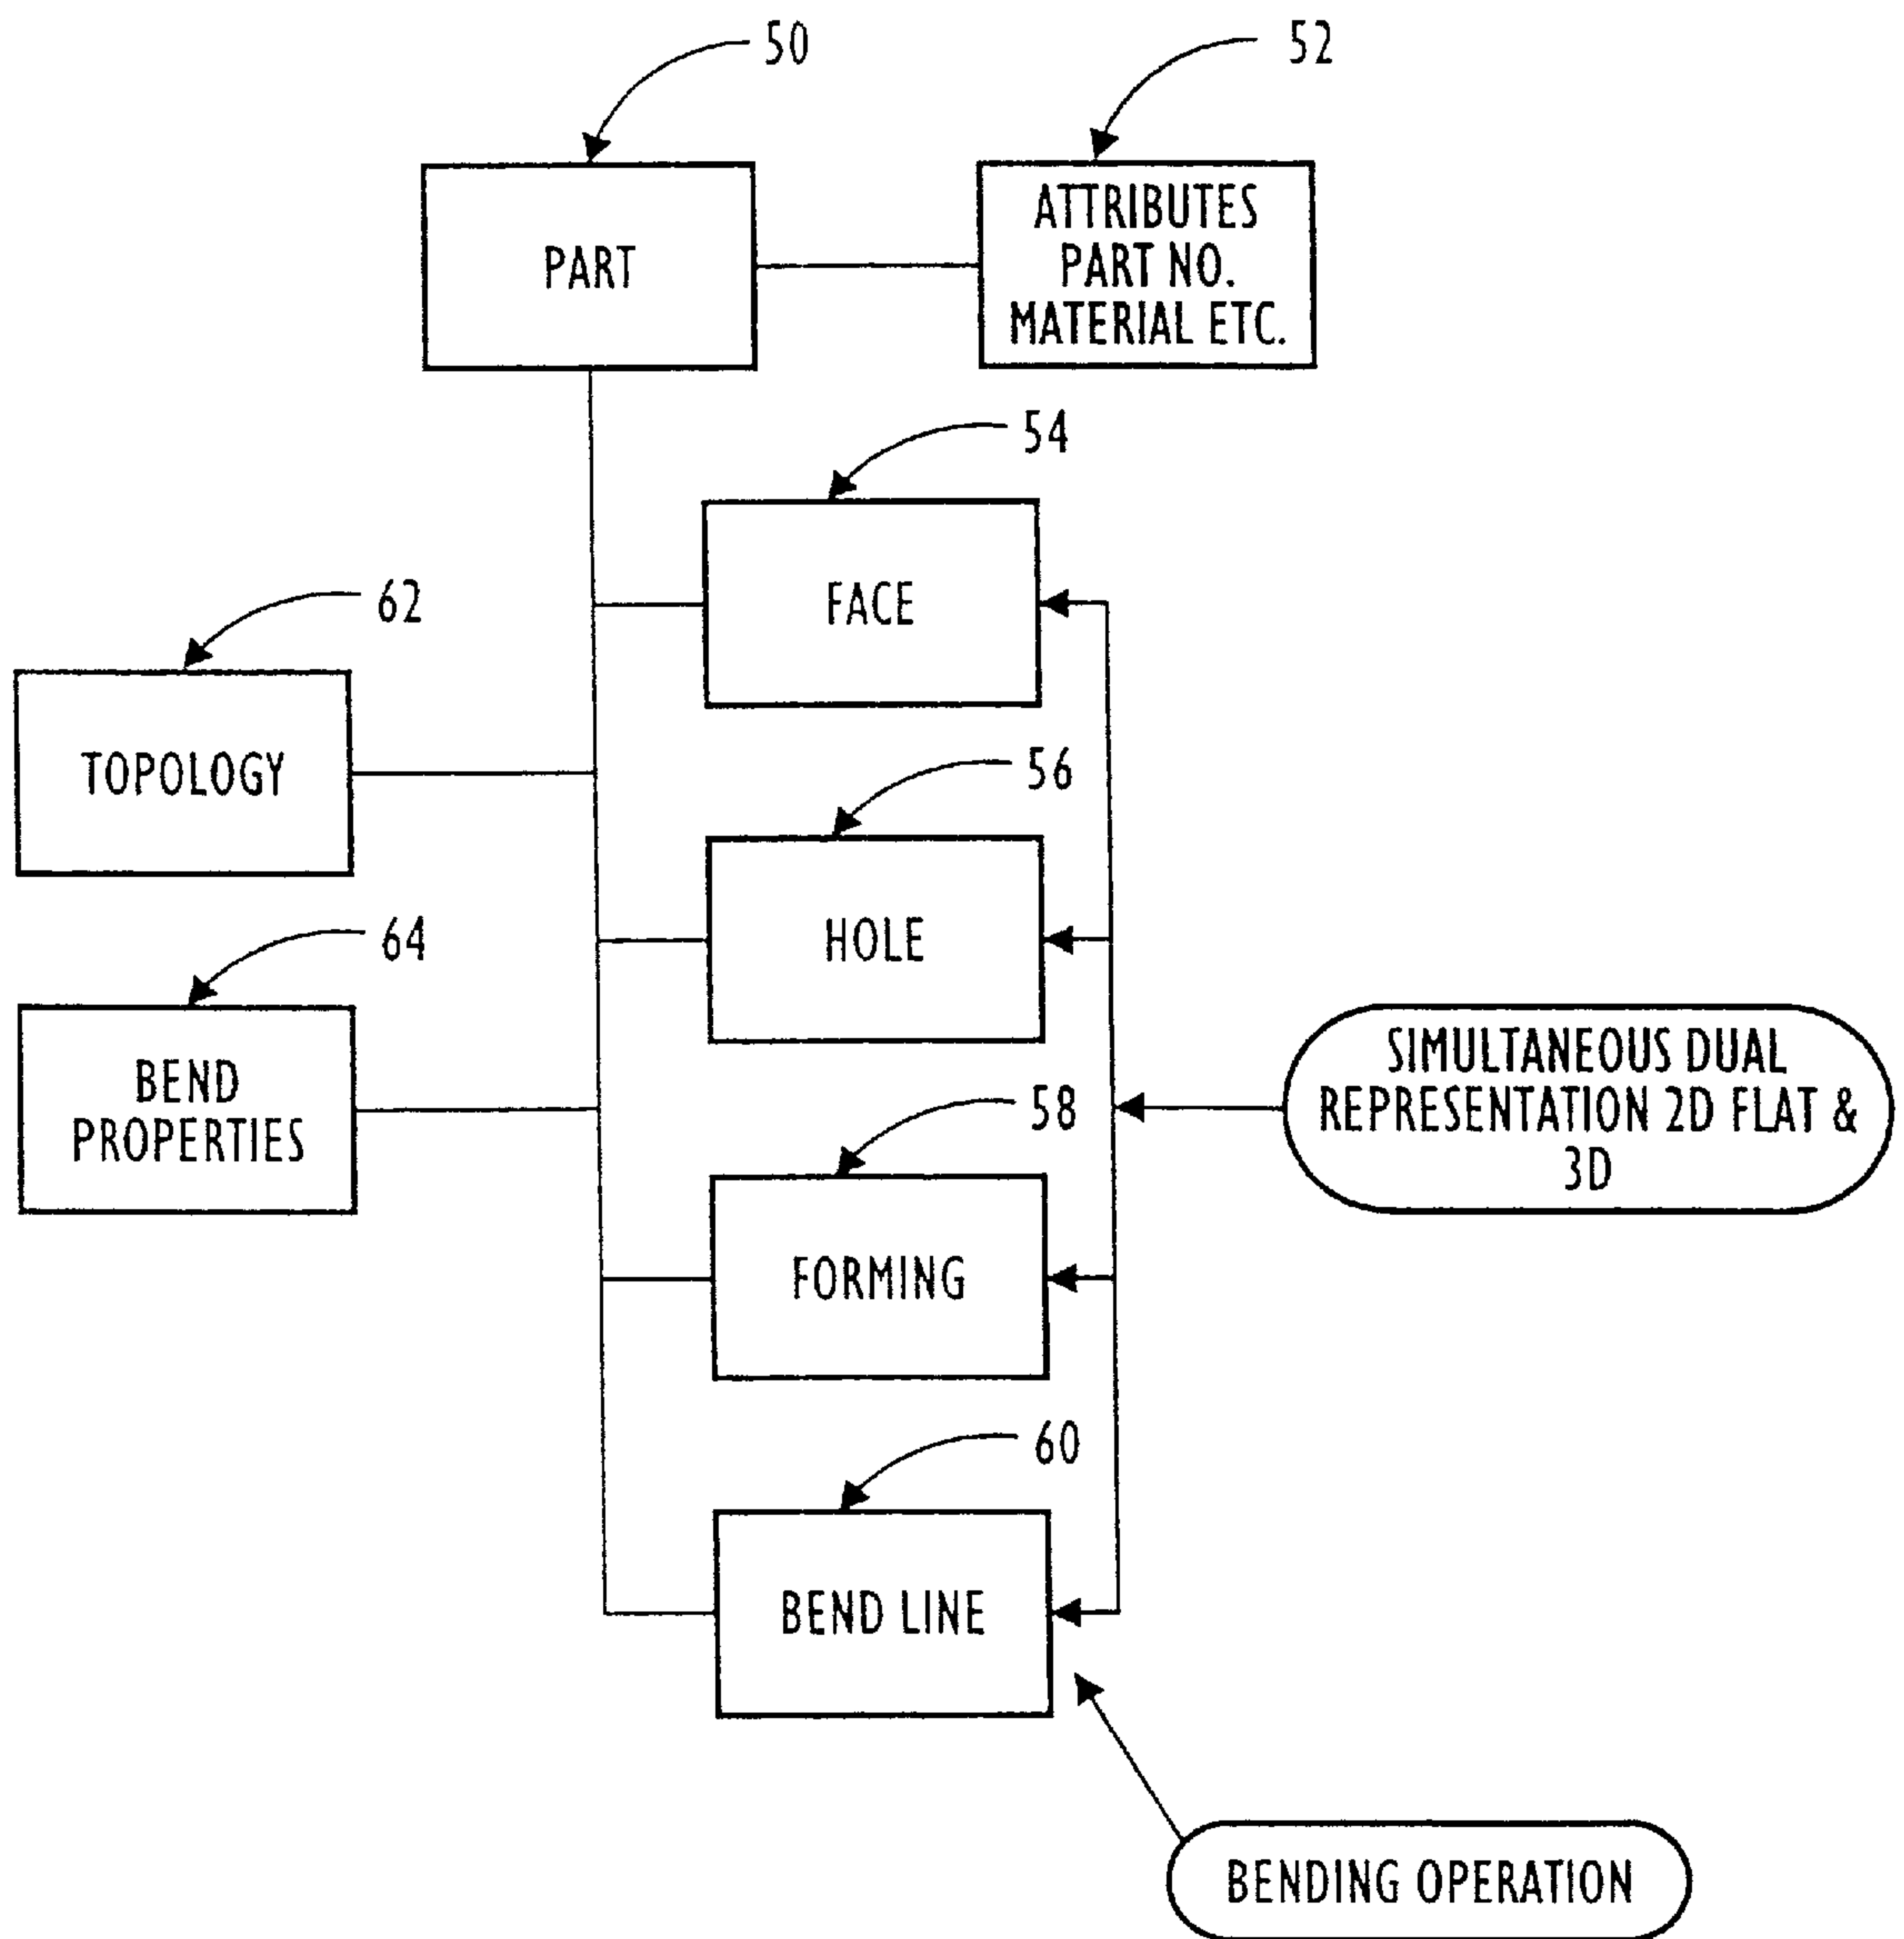 50
52
PART
ATTRIBUTES
PART NO.
MATERIAL ETC.
54
FACE
62
TOPOLOGY
56
HOLE
64
BEND
PROPERTIES
SIMULTANEOUS DUAL
REPRESENTATION 2D FLAT &
3D
58
FORMING
60
BEND LINE
BENDING OPERATION